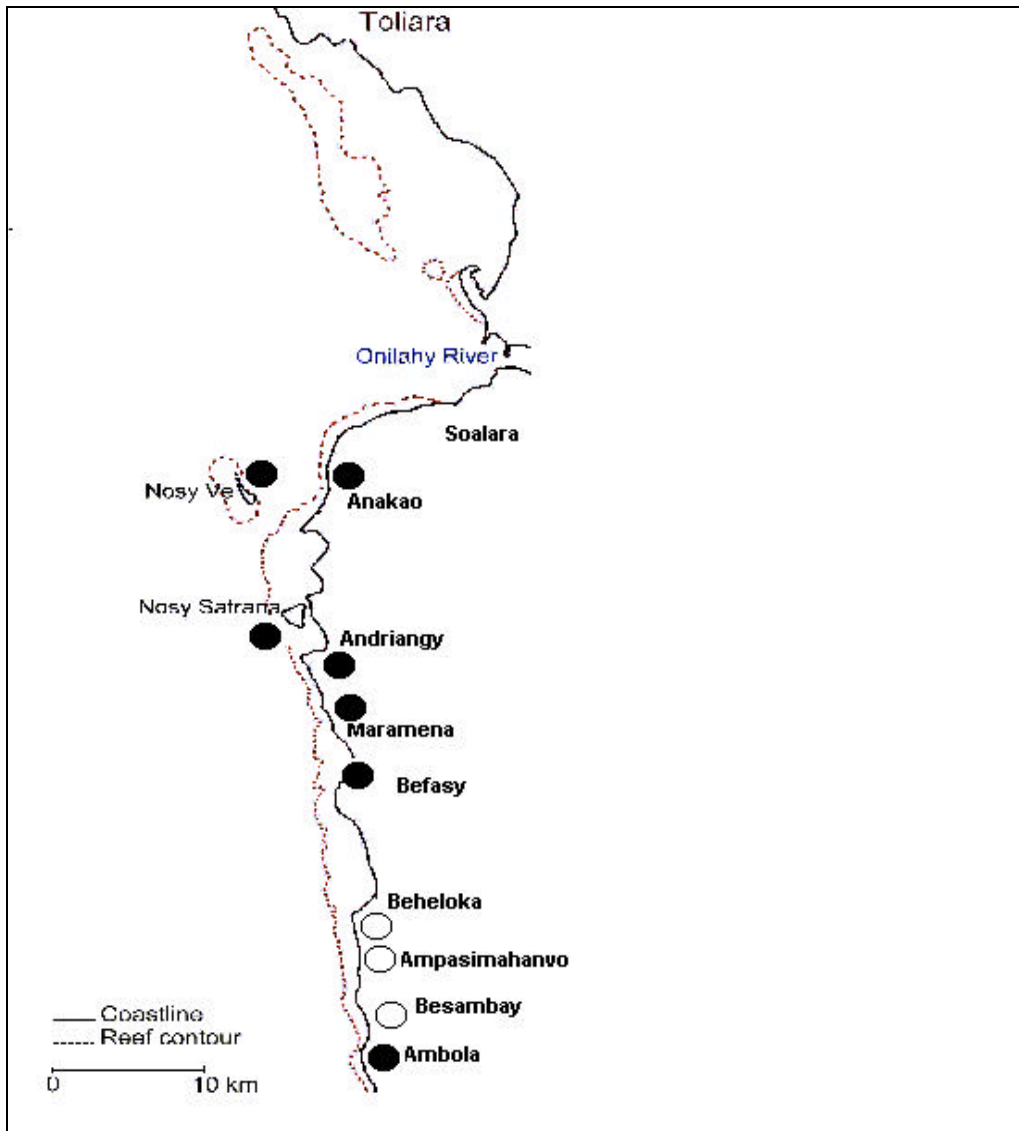 Toliara
Onilahy River
Soalara
Nosy Ve
Anakao
Nosy Satrana
Andriangy
Maramena
Befasy
Beheloka
Ampasimahanvo
Besambay
Coastline
Reef contour
Ambola
0 10 km